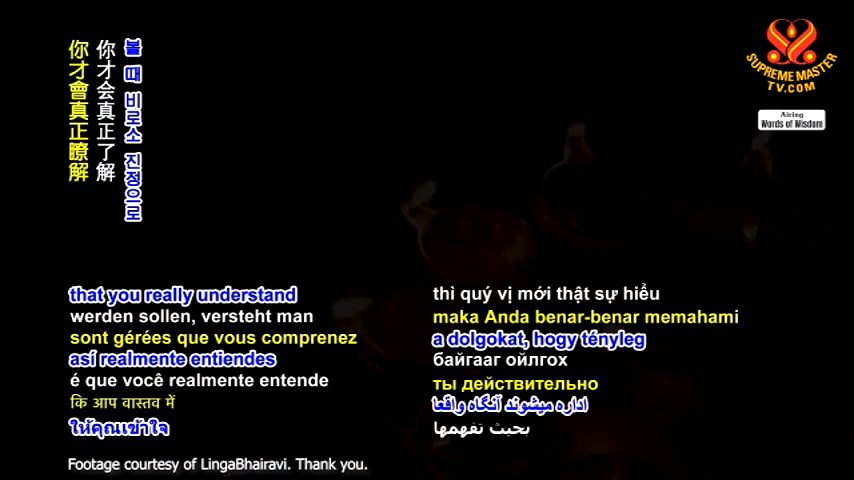 你才會真正瞭解
你才会真正了解
볼 때 비로소 진정으로
SUPREME MASTER
TV.COM
Airing
Words of Wisdom
that you really understand
werden sollen, versteht man
sont gérées que vous comprenez
así realmente entiendes
é que você realmente entende
कि आप वास्तव में
ให้คุณเข้าใจ
thì quý vị mới thật sự hiểu
maka Anda benar-benar memahami
a dolgokat, hogy tényleg
байгааг ойлгох
ты действительно
اداره میشوند آنگاه واقعا
بحيث تفهمها
Footage courtesy of LingaBhairavi. Thank you.